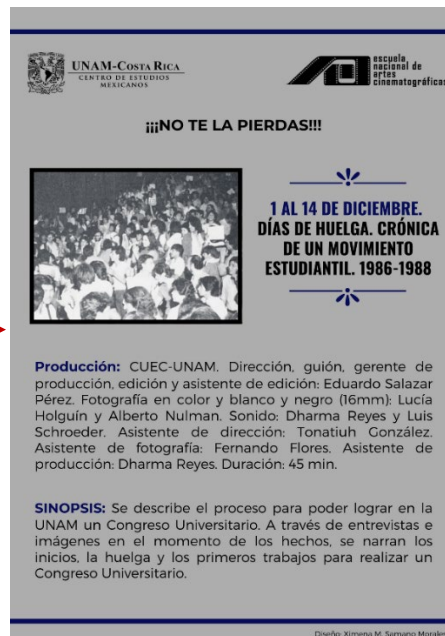 UNAM-COSTA RICA
CENTRO DE ESTUDIOS
MEXICANOS
escuela
nacional de
artes
cinematográficas
¡¡¡NO TE LA PIERDAS!!!
1 AL 14 DE DICIEMBRE.
DÍAS DE HUELGA. CRÓNICA
DE UN MOVIMIENTO
ESTUDIANTIL. 1986-1988
Producción: CUEC-UNAM. Dirección, guión, gerente de
producción, edición y asistente de edición: Eduardo Salazar
Pérez. Fotografía en color y blanco y negro (16mm): Lucía
Holguín y Alberto Nulman. Sonido: Dharma Reyes y Luis
Schroeder. Asistente de dirección: Tonatiuh González.
Asistente de fotografía: Fernando Flores. Asistente de
producción: Dharma Reyes. Duración: 45 min.
SINOPSIS: Se describe el proceso para poder lograr en la
UNAM un Congreso Universitario. A través de entrevistas e
imágenes en el momento de los hechos, se narran los
inicios, la huelga y los primeros trabajos para realizar un
Congreso Universitario.
Diseño: Ximena M. Samano Morales